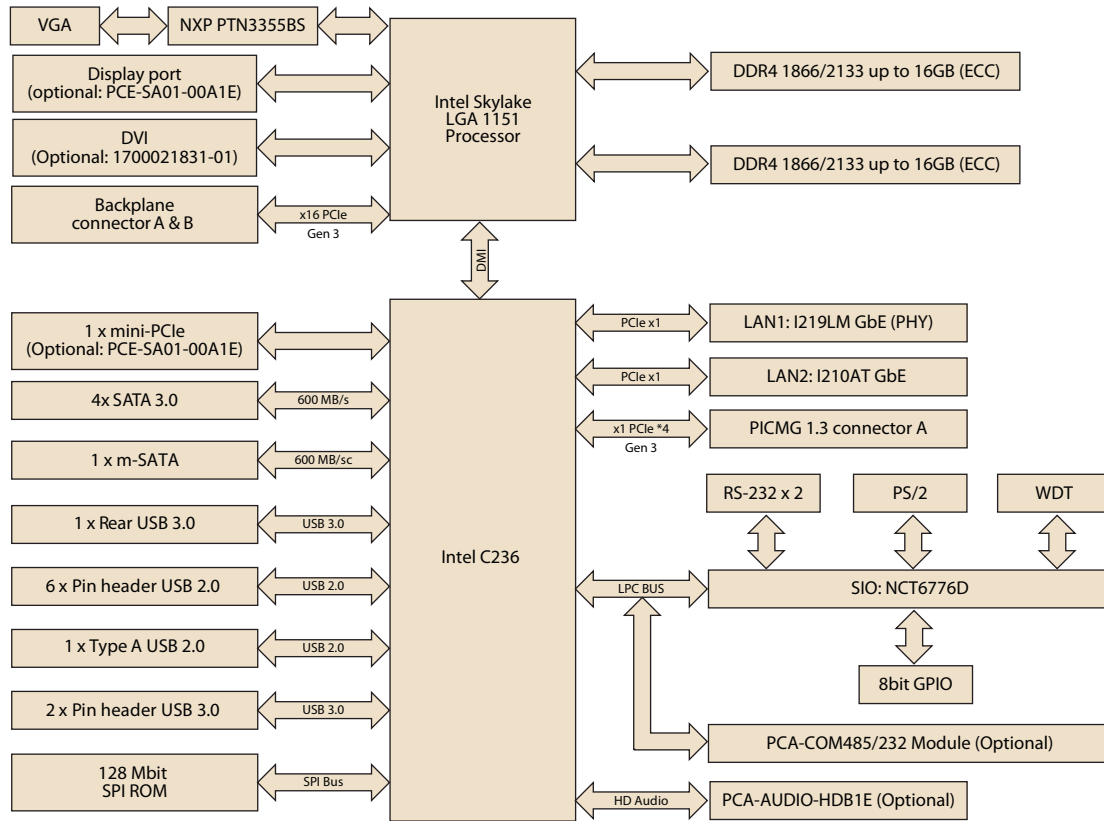 VGA
NXP PTN3355BS
Display port
(optional: PCE-SA01-00A1E)
DVI
(Optional: 1700021831-01)
Backplane
connector A & B
x16 PCIe
Gen 3
Intel Skylake
LGA 1151
Processor
DDR4 1866/2133 up to 16GB (ECC)
DDR4 1866/2133 up to 16GB (ECC)
DMI
1 x mini-PCIe
(Optional: PCE-SA01-00A1E)
4x SATA 3.0
600 MB/s
1 x m-SATA
600 MB/sc
1 x Rear USB 3.0
USB 3.0
6 x Pin header USB 2.0
USB 2.0
1 x Type A USB 2.0
USB 2.0
2 x Pin header USB 3.0
USB 3.0
128 Mbit
SPI ROM
SPI Bus
Intel C236
PCIe x1
LAN1: I219LM GbE (PHY)
PCIe x1
LAN2: I210AT GbE
x1 PCIe *4
Gen 3
PICMG 1.3 connector A
RS-232 x 2
PS/2
WDT
LPC BUS
SIO: NCT6776D
8bit GPIO
PCA-COM485/232 Module (Optional)
HD Audio
PCA-AUDIO-HDB1E (Optional)